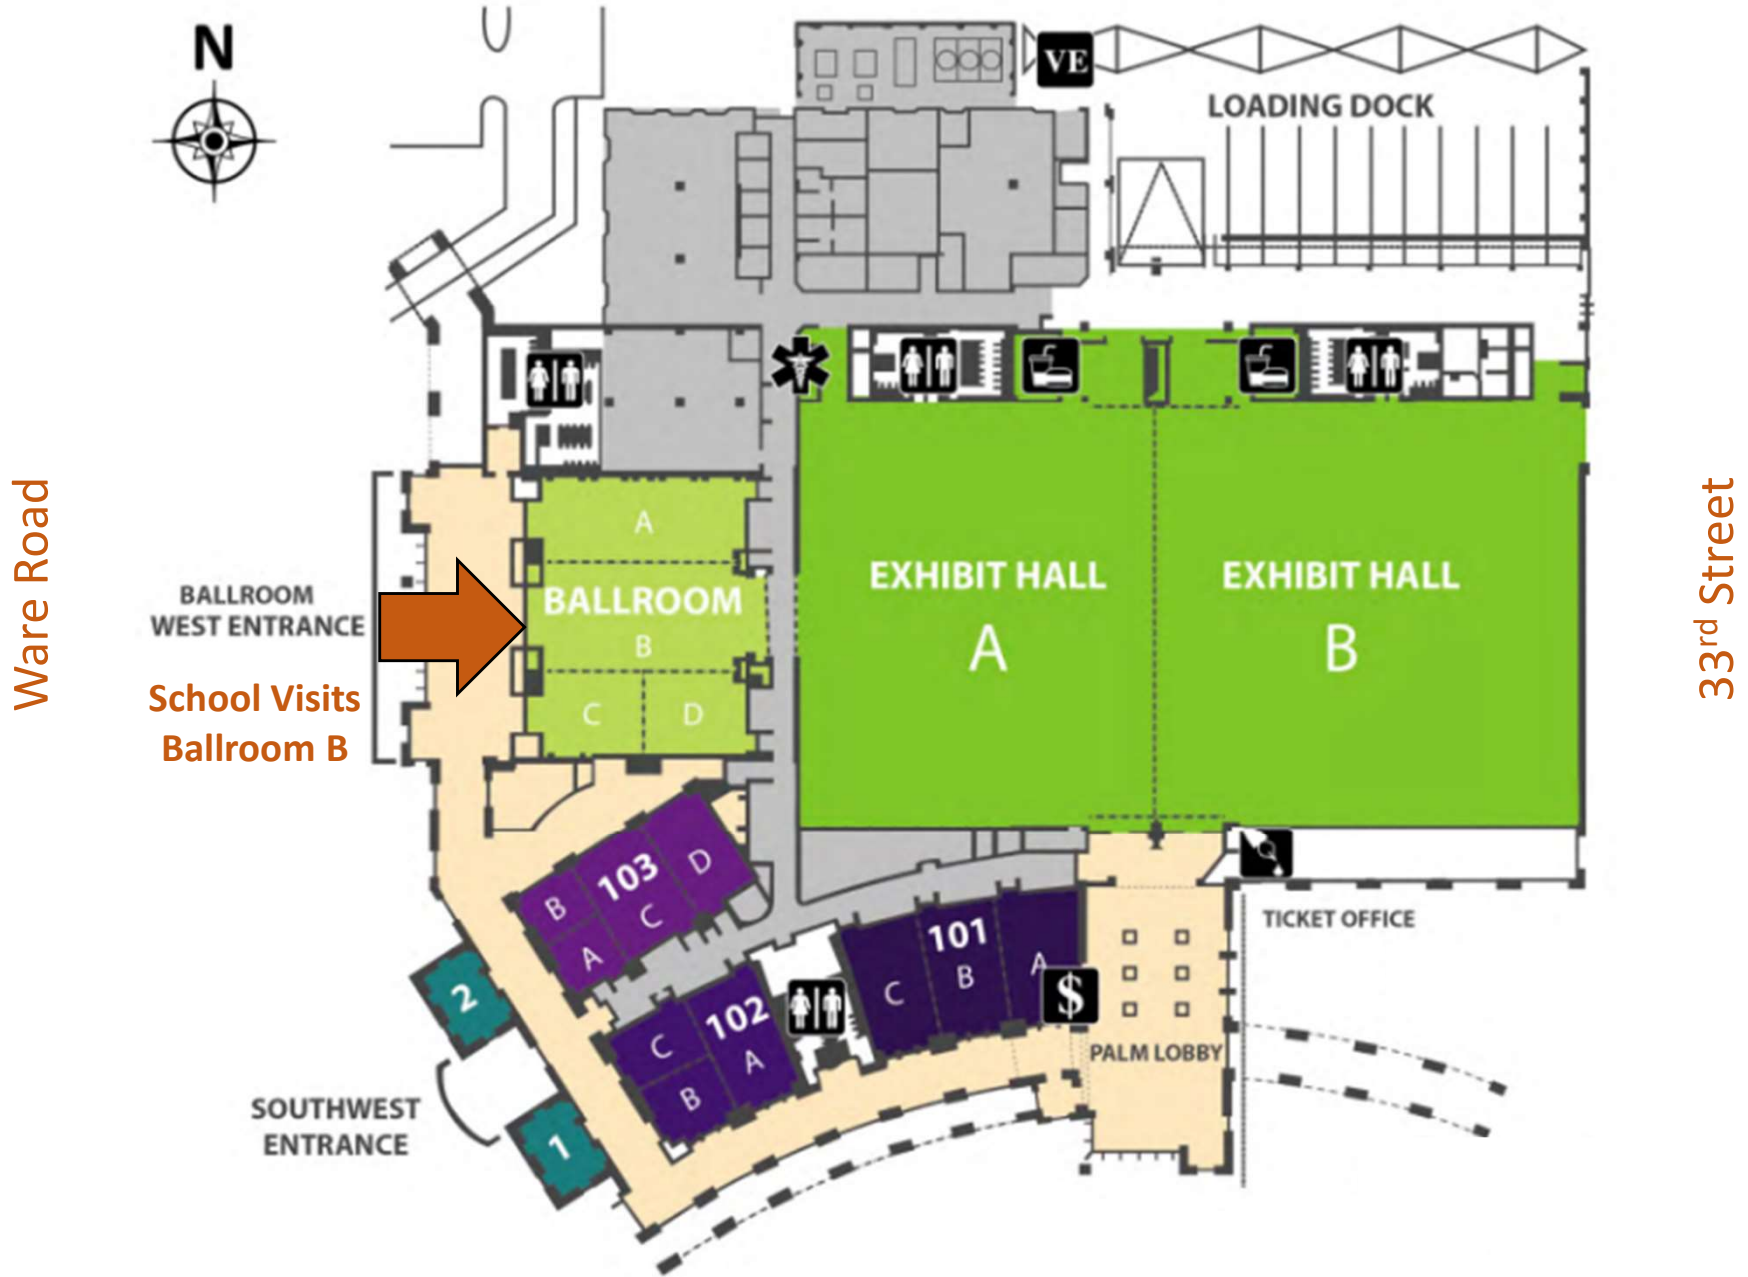 N
VE
LOADING DOCK
Ware Road
33rd Street
A
BALLROOM
B
C
D
EXHIBIT HALL
A
EXHIBIT HALL
B
BALLROOM
WEST ENTRANCE
School Visits
Ballroom B
103
B
A
C
D
102
C
A
B
101
C
B
A
$
TICKET OFFICE
PALM LOBBY
2
1
SOUTHWEST
ENTRANCE